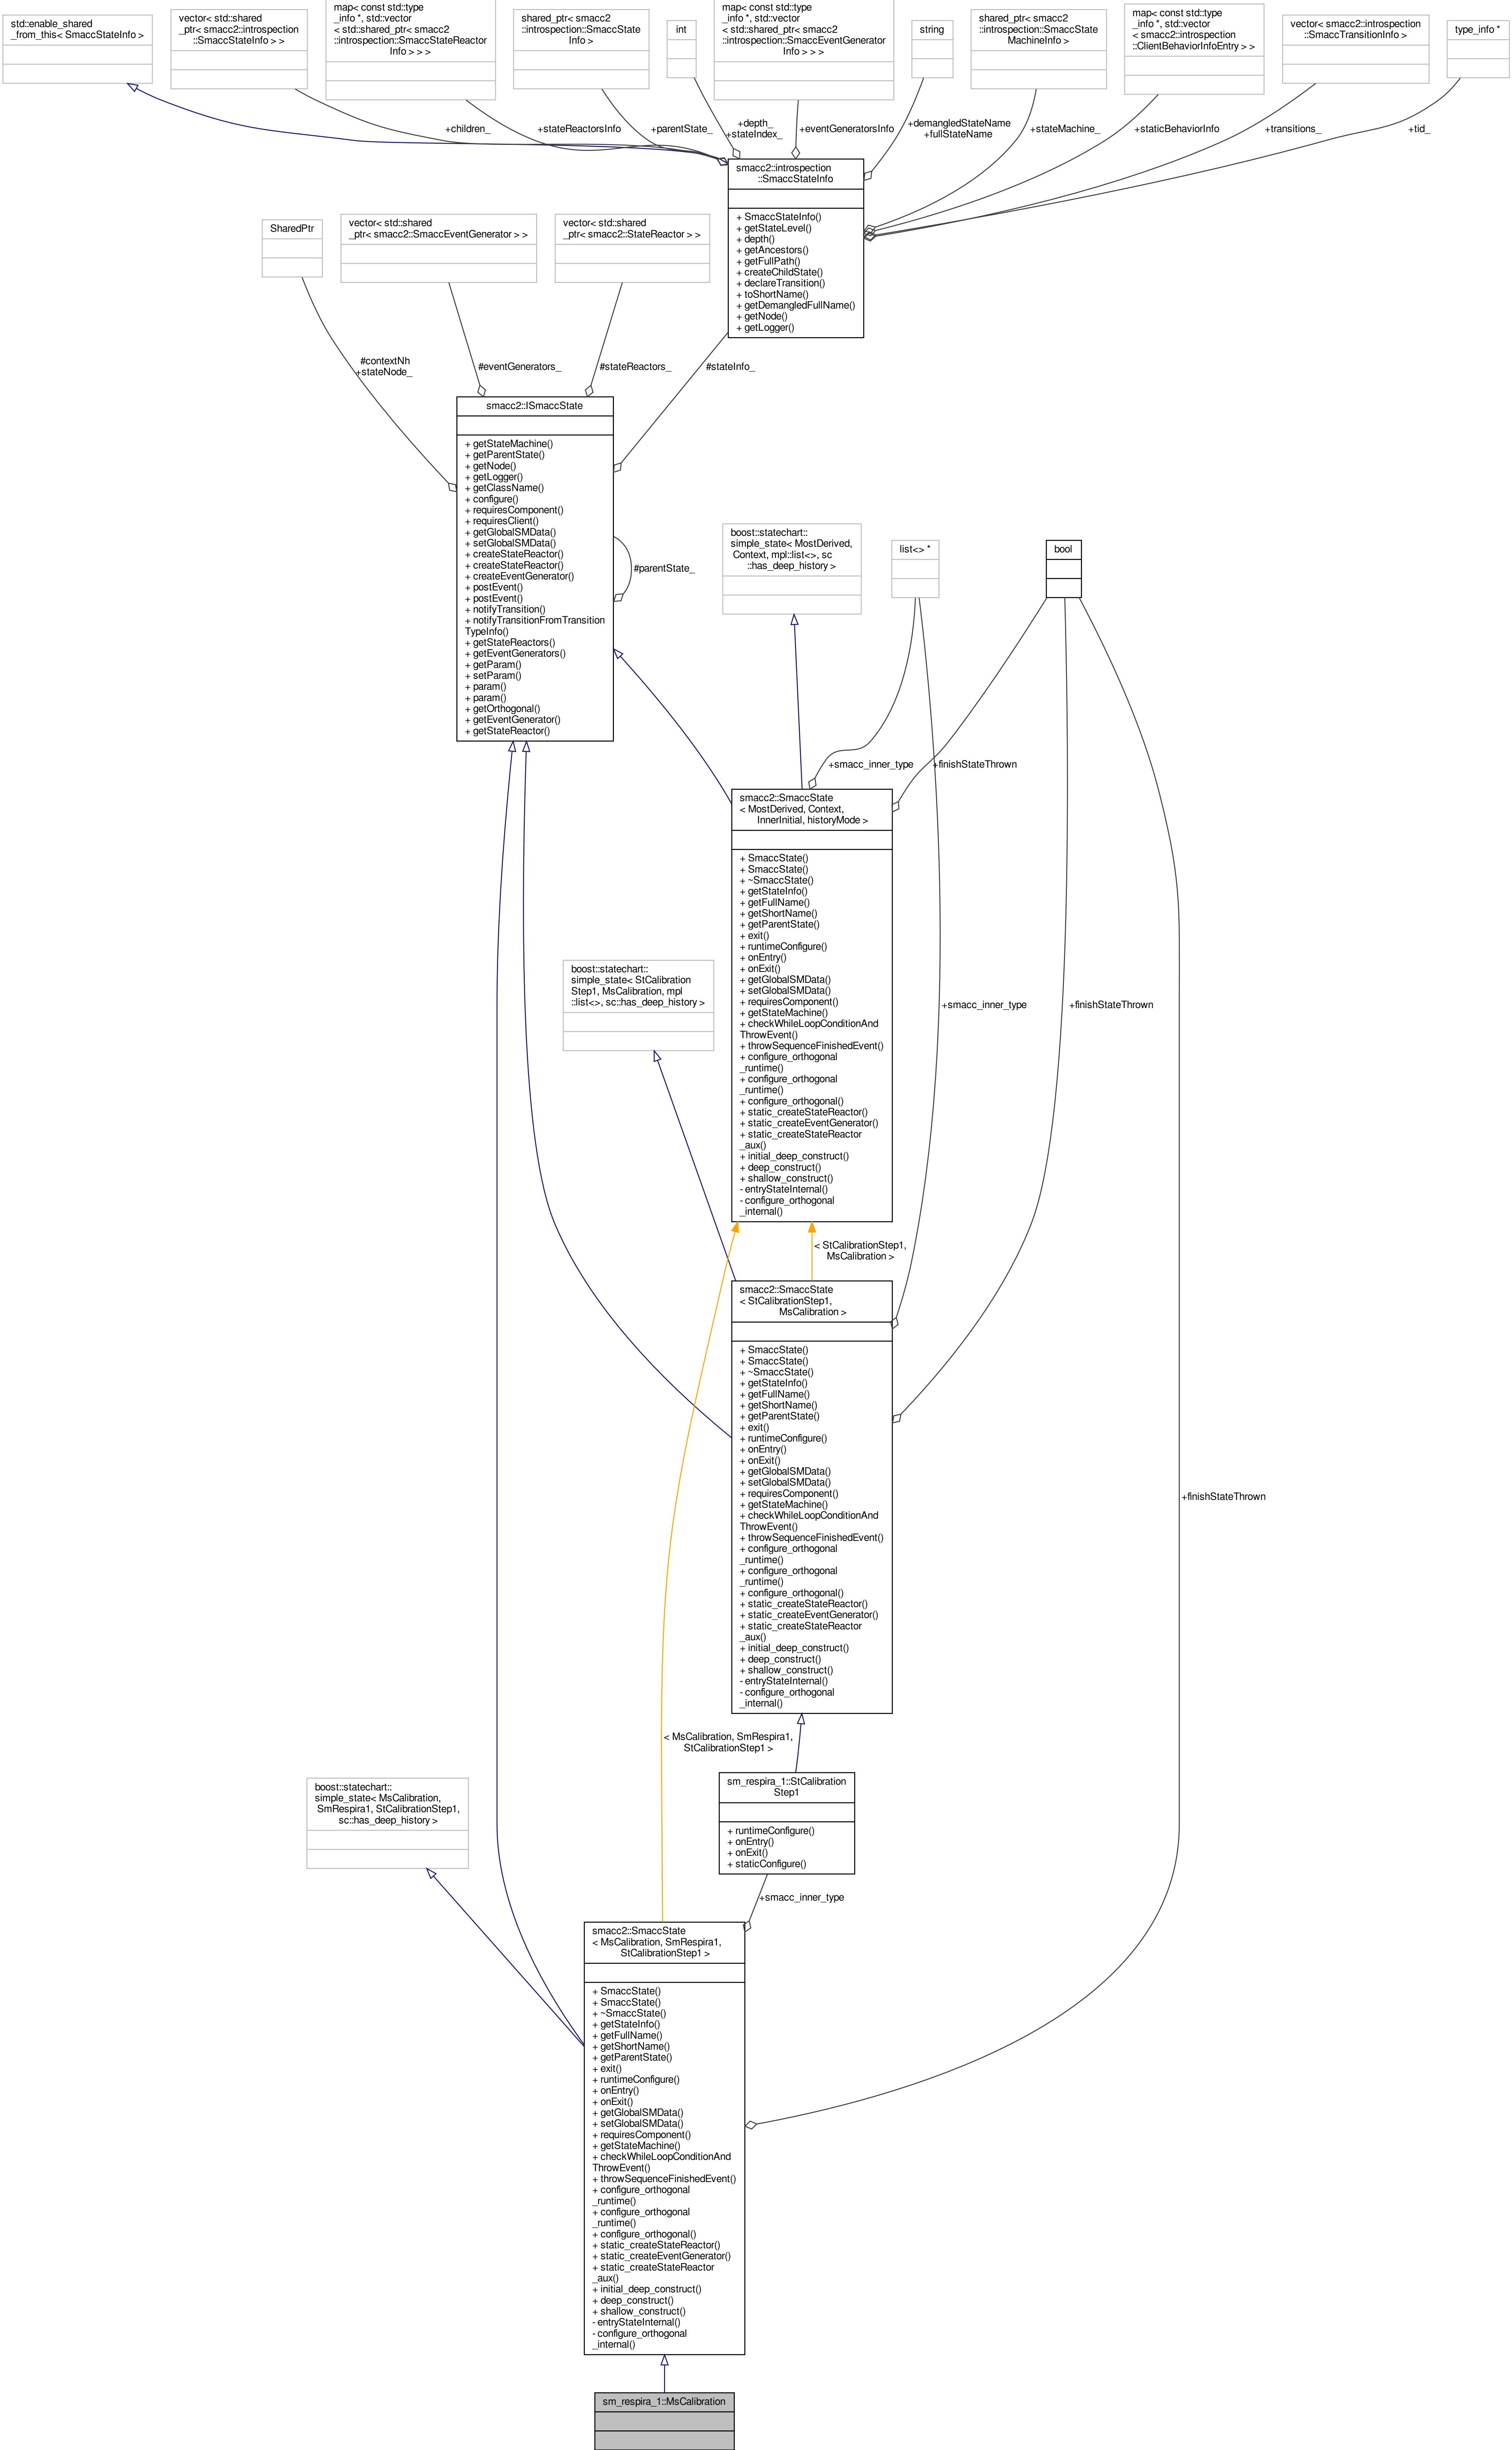 std::enable_shared
_from_this< SmaccStateInfo >
vector< std::shared
_ptr< smacc2::introspection
::SmaccStateInfo > >
map< const std::type
_info *, std::vector
< std::shared_ptr< smacc2
::introspection::SmaccStateReactor
Info > > >
shared_ptr< smacc2
::introspection::SmaccState
Info >
int
map< const std::type
_info *, std::vector
< std::shared_ptr< smacc2
::introspection::SmaccEventGenerator
Info > > >
string
shared_ptr< smacc2
::introspection::SmaccState
MachineInfo >
map< const std::type
_info *, std::vector
< smacc2::introspection
::ClientBehaviorInfoEntry > >
vector< smacc2::introspection
::SmaccTransitionInfo >
type_info *
+children_
+stateReactorsInfo
+parentState_
+depth_
+stateIndex_
+eventGeneratorsInfo
+demangledStateName
+fullStateName
+stateMachine_
+staticBehaviorInfo
+transitions_
+tid_
smacc2::introspection
::SmaccStateInfo
+ SmaccStateInfo()
+ getStateLevel()
+ depth()
+ getAncestors()
+ getFullPath()
+ createChildState()
+ declareTransition()
+ toShortName()
+ getDemangledFullName()
+ getNode()
+ getLogger()
SharedPtr
vector< std::shared
_ptr< smacc2::SmaccEventGenerator > >
vector< std::shared
_ptr< smacc2::StateReactor > >
#contextNh
+stateNode_
#eventGenerators_
#stateReactors_
#stateInfo_
smacc2::ISmaccState
+ getStateMachine()
+ getParentState()
+ getNode()
+ getLogger()
+ getClassName()
+ configure()
+ requiresComponent()
+ requiresClient()
+ getGlobalSMData()
+ setGlobalSMData()
+ createStateReactor()
+ createStateReactor()
+ createEventGenerator()
+ postEvent()
+ postEvent()
+ notifyTransition()
+ notifyTransitionFromTransition
TypeInfo()
+ getStateReactors()
+ getEventGenerators()
+ getParam()
+ setParam()
+ param()
+ param()
+ getOrthogonal()
+ getEventGenerator()
+ getStateReactor()
#parentState_
boost::statechart::
simple_state< MostDerived,
Context, mpl::list<>, sc
::has_deep_history >
list<> *
bool
+smacc_inner_type
+finishStateThrown
smacc2::SmaccState
< MostDerived, Context,
InnerInitial, historyMode >
+ SmaccState()
+ SmaccState()
+ ~SmaccState()
+ getStateInfo()
+ getFullName()
+ getShortName()
+ getParentState()
+ exit()
+ runtimeConfigure()
+ onEntry()
+ onExit()
+ getGlobalSMData()
+ setGlobalSMData()
+ requiresComponent()
+ getStateMachine()
+ checkWhileLoopConditionAnd
ThrowEvent()
+ throwSequenceFinishedEvent()
+ configure_orthogonal
_runtime()
+ configure_orthogonal
_runtime()
+ configure_orthogonal()
+ static_createStateReactor()
+ static_createEventGenerator()
+ static_createStateReactor
_aux()
+ initial_deep_construct()
+ deep_construct()
+ shallow_construct()
- entryStateInternal()
- configure_orthogonal
_internal()
boost::statechart::
simple_state< StCalibration
Step1, MsCalibration, mpl
::list<>, sc::has_deep_history >
+smacc_inner_type
+finishStateThrown
< StCalibrationStep1,
MsCalibration >
smacc2::SmaccState
< StCalibrationStep1,
MsCalibration >
+ SmaccState()
+ SmaccState()
+ ~SmaccState()
+ getStateInfo()
+ getFullName()
+ getShortName()
+ getParentState()
+ exit()
+ runtimeConfigure()
+ onEntry()
+ onExit()
+ getGlobalSMData()
+ setGlobalSMData()
+ requiresComponent()
+ getStateMachine()
+ checkWhileLoopConditionAnd
ThrowEvent()
+ throwSequenceFinishedEvent()
+ configure_orthogonal
_runtime()
+ configure_orthogonal
_runtime()
+ configure_orthogonal()
+ static_createStateReactor()
+ static_createEventGenerator()
+ static_createStateReactor
_aux()
+ initial_deep_construct()
+ deep_construct()
+ shallow_construct()
- entryStateInternal()
- configure_orthogonal
_internal()
+finishStateThrown
< MsCalibration, SmRespira1,
StCalibrationStep1 >
sm_respira_1::StCalibration
Step1
+ runtimeConfigure()
+ onEntry()
+ onExit()
+ staticConfigure()
boost::statechart::
simple_state< MsCalibration,
SmRespira1, StCalibrationStep1,
sc::has_deep_history >
+smacc_inner_type
smacc2::SmaccState
< MsCalibration, SmRespira1,
StCalibrationStep1 >
+ SmaccState()
+ SmaccState()
+ ~SmaccState()
+ getStateInfo()
+ getFullName()
+ getShortName()
+ getParentState()
+ exit()
+ runtimeConfigure()
+ onEntry()
+ onExit()
+ getGlobalSMData()
+ setGlobalSMData()
+ requiresComponent()
+ getStateMachine()
+ checkWhileLoopConditionAnd
ThrowEvent()
+ throwSequenceFinishedEvent()
+ configure_orthogonal
_runtime()
+ configure_orthogonal
_runtime()
+ configure_orthogonal()
+ static_createStateReactor()
+ static_createEventGenerator()
+ static_createStateReactor
_aux()
+ initial_deep_construct()
+ deep_construct()
+ shallow_construct()
- entryStateInternal()
- configure_orthogonal
_internal()
sm_respira_1::MsCalibration